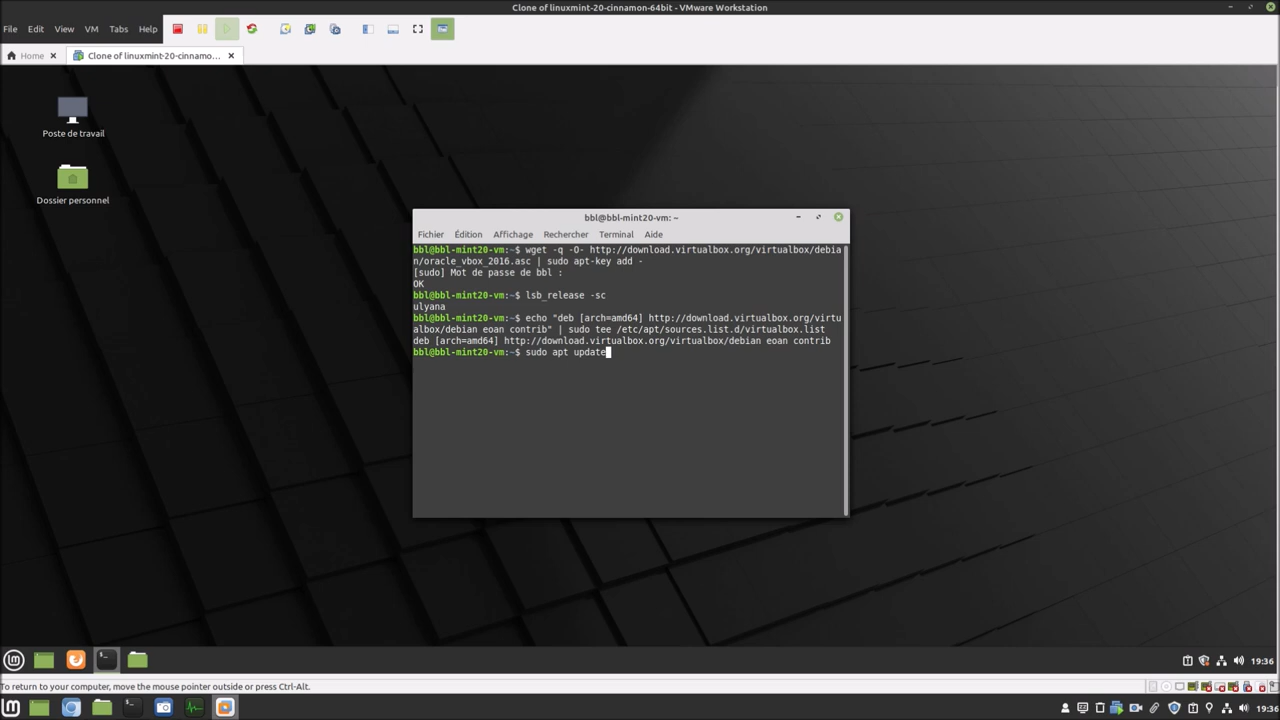 Clone of linuxmint-20-cinnamon-64bit - VMware Workstation
File Edit View VM Tabs Help
Home Clone of linuxmint-20-cinnamo...
Poste de travail
Dossier personnel
bbl@bbl-mint20-vm: ~
Fichier Édition Affichage Rechercher Terminal Aide
bbl@bbl-mint20-vm:~$ wget -q -O- http://download.virtualbox.org/virtualbox/debia
n/oracle_vbox_2016.asc | sudo apt-key add -
[sudo] Mot de passe de bbl :
OK
bbl@bbl-mint20-vm:~$ lsb_release -sc
ulyana
bbl@bbl-mint20-vm:~$ echo "deb [arch=amd64] http://download.virtualbox.org/virtu
albox/debian eoan contrib" | sudo tee /etc/apt/sources.list.d/virtualbox.list
deb [arch=amd64] http://download.virtualbox.org/virtualbox/debian eoan contrib
bbl@bbl-mint20-vm:~$ sudo apt update
19:36
To return to your computer, move the mouse pointer outside or press Ctrl-Alt.
19:36